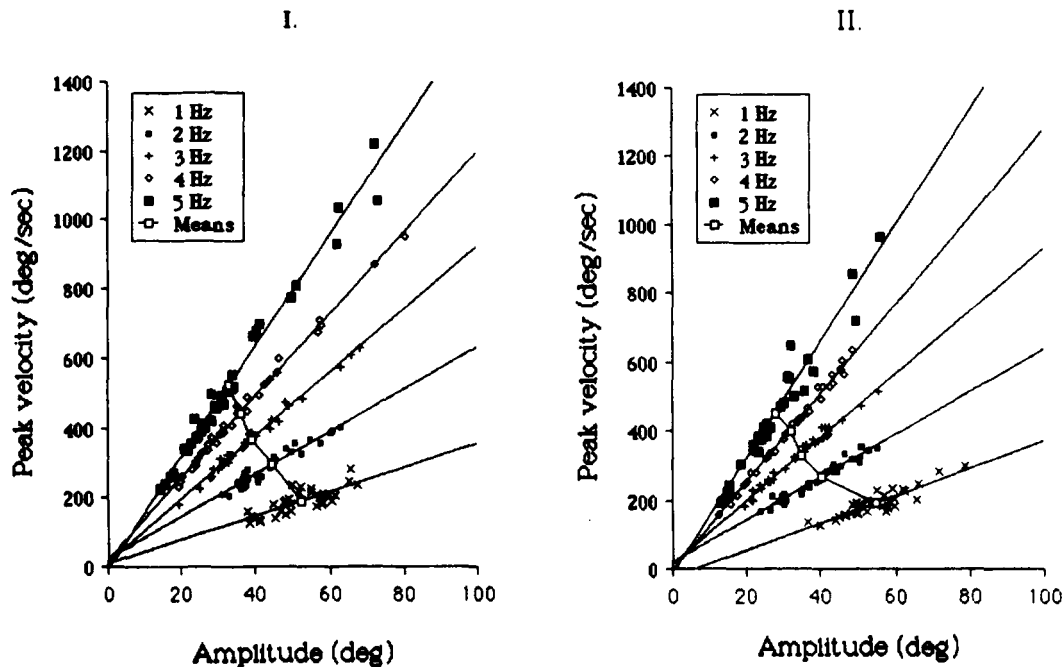 I.
II.
Peak velocity (deg/sec)
1400
1200
1000
800
600
400
200
0
1 Hz
2 Hz
3 Hz
4 Hz
5 Hz
Means
0 20 40 60 80 100
Amplitude (deg)
Peak velocity (deg/sec)
1400
1200
1000
800
600
400
200
0
1 Hz
2 Hz
3 Hz
4 Hz
5 Hz
Means
0 20 40 60 80 100
Amplitude (deg)